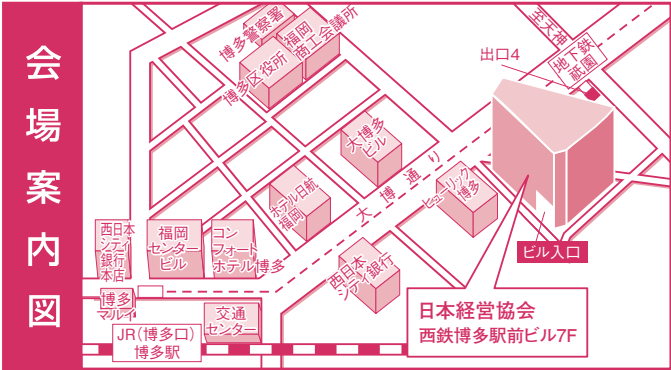 会場案内図
博多警察署
福岡
商工会議所
博多区役所
至天神
出口4
地下鉄
祇園
大博多
ビル
大博通り
ヒューリック
博多
ホテル日航
福岡
西日本
シティ
銀行
本店
福岡
センター
ビル
コン
フォート
ホテル博多
西日本
シティ銀行
ビル入口
博多
マルイ
交通
センター
JR(博多口)
博多駅
日本経営協会
西鉄博多駅前ビル7F